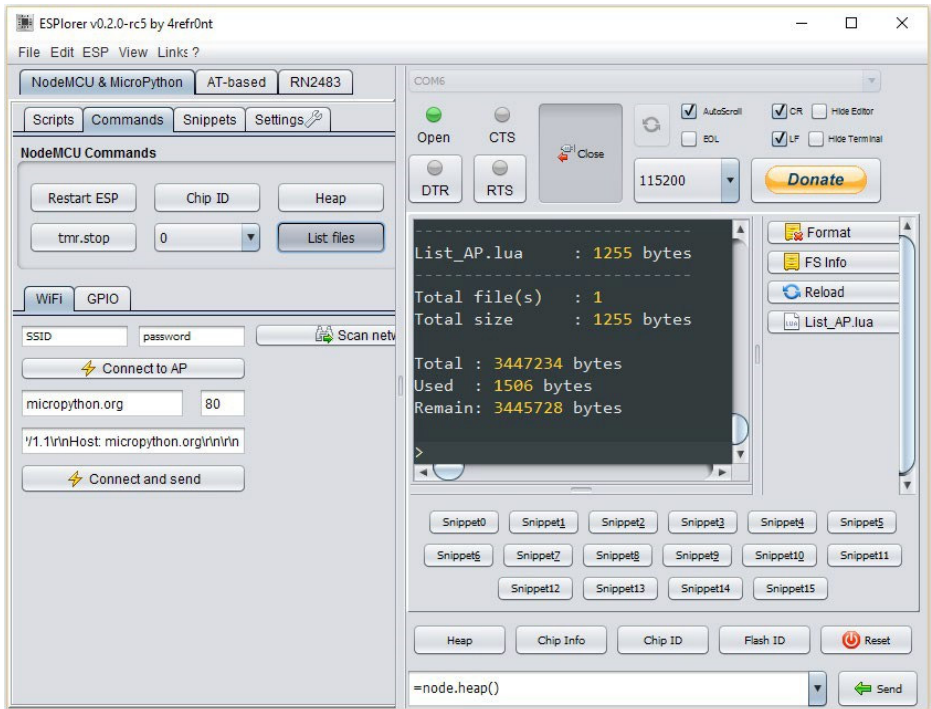 ESPlorer v0.2.0-rc5 by 4refr0nt
File Edit ESP View Links ?
NodeMCU & MicroPython AT-based RN2483
Scripts Commands Snippets Settings
NodeMCU Commands
Restart ESP Chip ID Heap
tmr.stop 0 List files
WiFi GPIO
SSID password Scan netw
Connect to AP
micropython.org 80
'/1.1\r\nHost: micropython.org\r\n\r\n
Connect and send
COM6
Open CTS Close AutoScroll CR Hide Editor
EOL LF Hide Terminal
DTR RTS 115200 Donate
-----------------------------
List_AP.lua : 1255 bytes
-----------------------------
Total file(s) : 1
Total size : 1255 bytes
Total : 3447234 bytes
Used : 1506 bytes
Remain: 3445728 bytes
>
Format
FS Info
Reload
List_AP.lua
Snippet0 Snippet1 Snippet2 Snippet3 Snippet4 Snippet5
Snippet6 Snippet7 Snippet8 Snippet9 Snippet10 Snippet11
Snippet12 Snippet13 Snippet14 Snippet15
Heap Chip Info Chip ID Flash ID Reset
=node.heap() Send